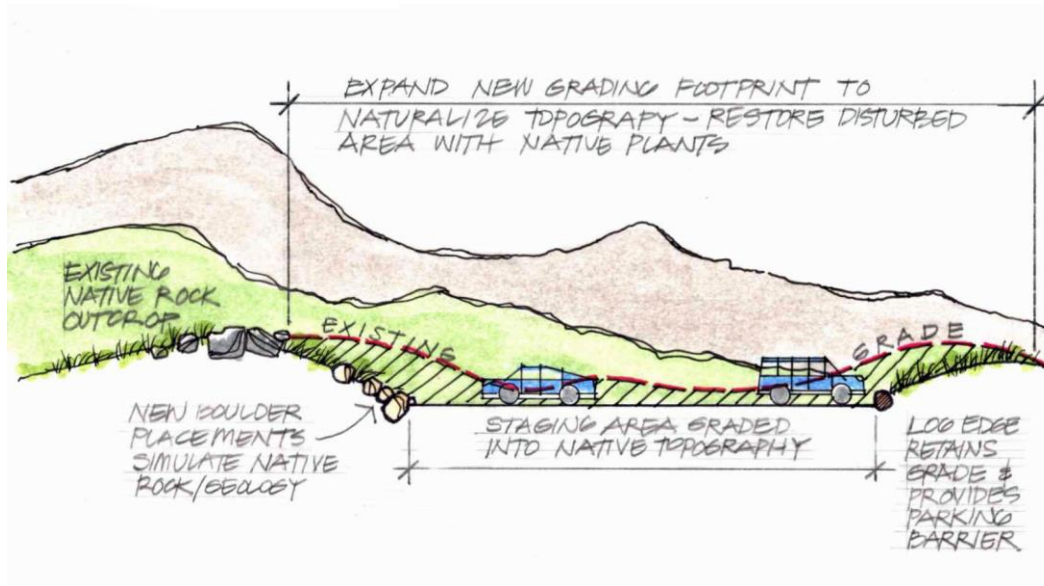 EXPAND NEW GRADING FOOTPRINT TO
NATURALIZE TOPOGRAPY - RESTORE DISTURBED
AREA WITH NATIVE PLANTS
EXISTING
NATIVE ROCK
OUTCROP
EXISTING GRADE
NEW BOULDER
PLACEMENTS
SIMULATE NATIVE
ROCK/GEOLOGY
STAGING AREA GRADED
INTO NATIVE TOPOGRAPHY
LOG EDGE
RETAINS
GRADE &
PROVIDES
PARKING
BARRIER